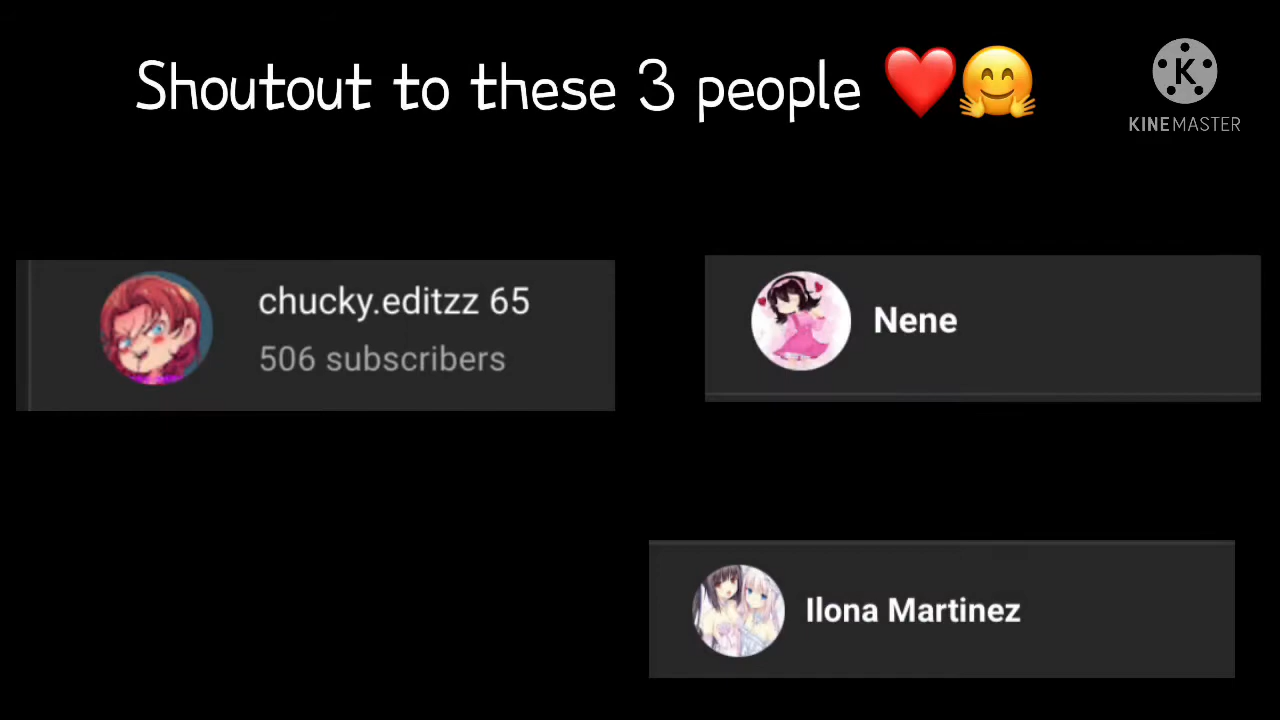 Shoutout to these 3 people ❤️🤗
KINEMASTER
chucky.editzz 65
506 subscribers
Nene
Ilona Martinez